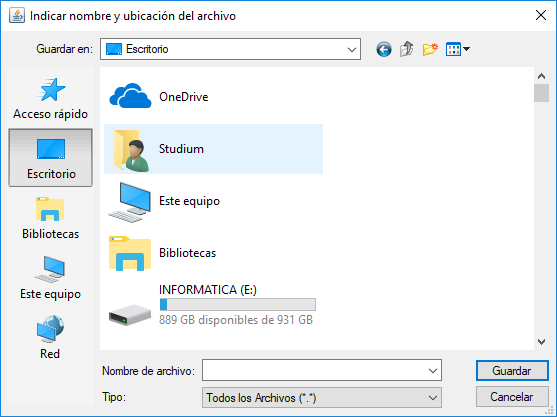 Indicar nombre y ubicación del archivo
Guardar en:
Escritorio
Acceso rápido
Escritorio
Bibliotecas
Este equipo
Red
OneDrive
Studium
Este equipo
Bibliotecas
INFORMATICA (E:)
889 GB disponibles de 931 GB
Nombre de archivo:
Guardar
Tipo:
Todos los Archivos (*.*)
Cancelar